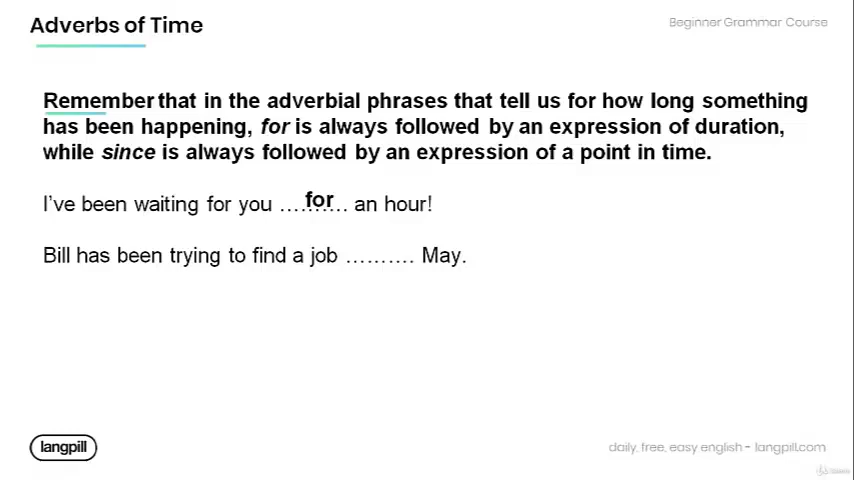 Adverbs of Time
Beginner Grammar Course
Remember that in the adverbial phrases that tell us for how long something
has been happening, for is always followed by an expression of duration,
while since is always followed by an expression of a point in time.
I've been waiting for you ...for.... an hour!
Bill has been trying to find a job .......... May.
langpill
daily, free, easy english - langpill.com